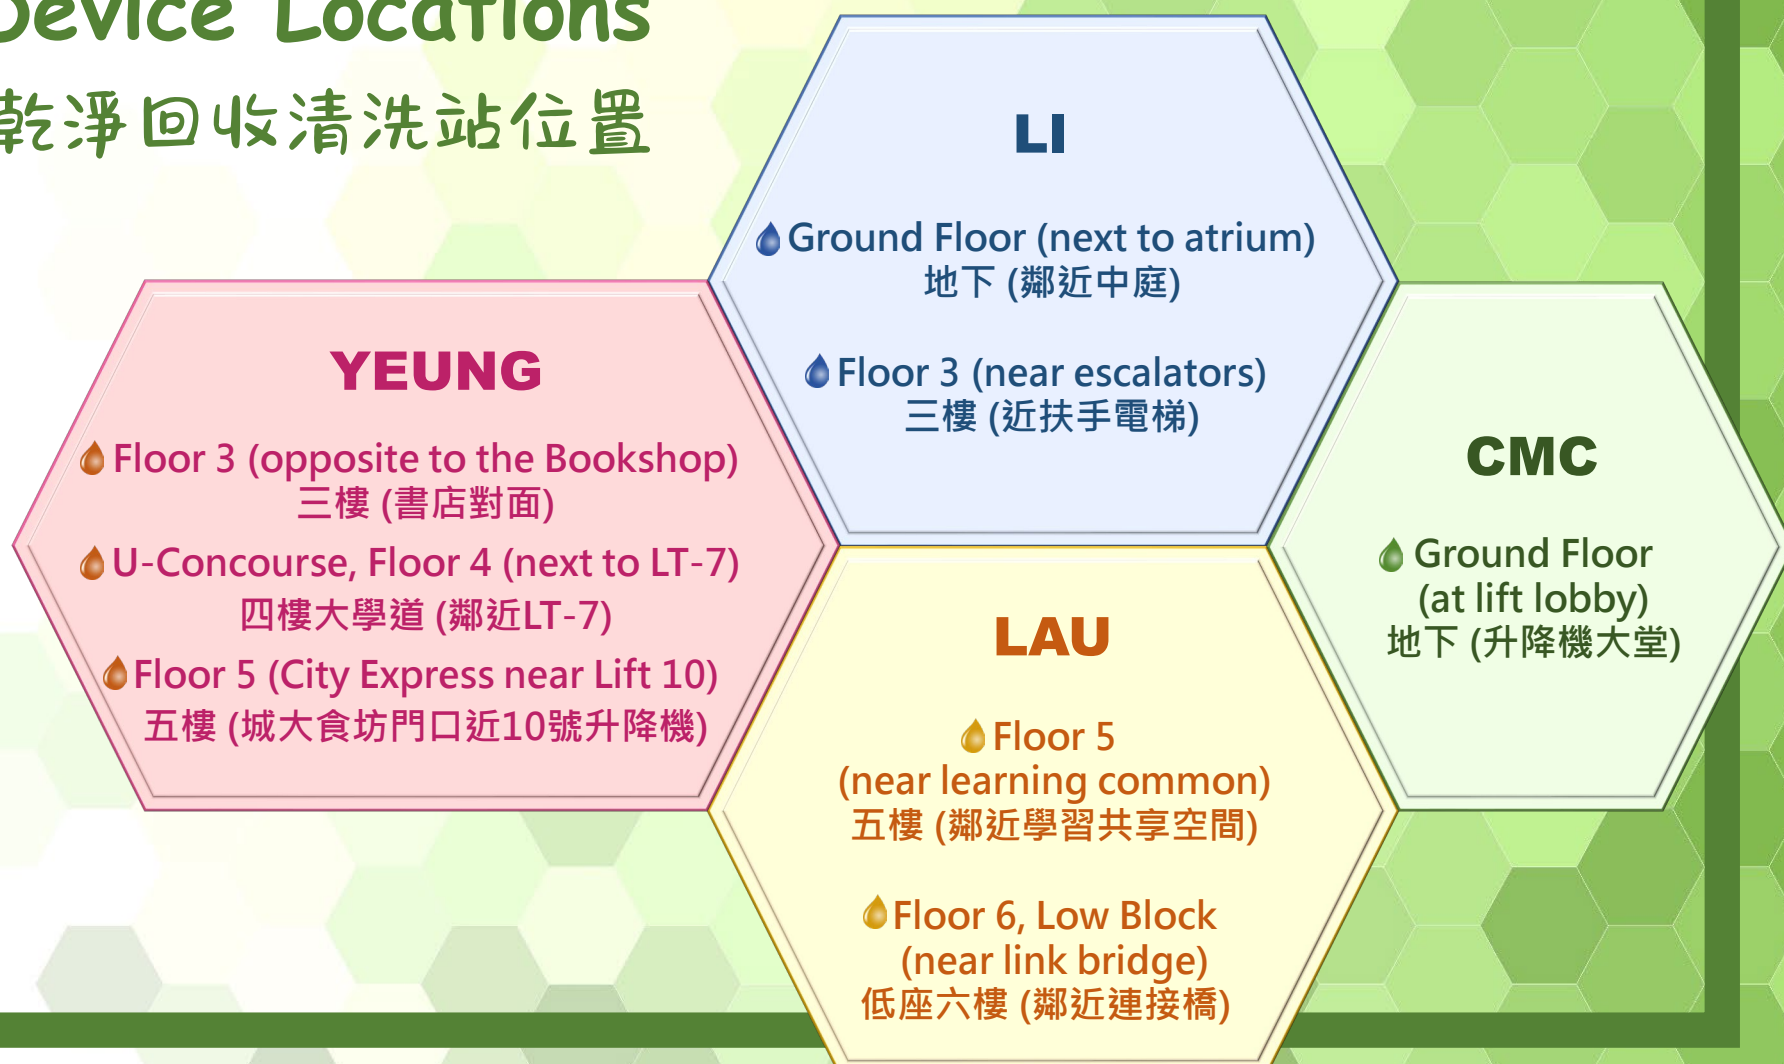 Device Locations
乾淨回收清洗站位置
LI
Ground Floor (next to atrium)
地下 (鄰近中庭)
Floor 3 (near escalators)
三樓 (近扶手電梯)
YEUNG
Floor 3 (opposite to the Bookshop)
三樓 (書店對面)
U-Concourse, Floor 4 (next to LT-7)
四樓大學道 (鄰近LT-7)
Floor 5 (City Express near Lift 10)
五樓 (城大食坊門口近10號升降機)
CMC
Ground Floor
(at lift lobby)
地下 (升降機大堂)
LAU
Floor 5
(near learning common)
五樓 (鄰近學習共享空間)
Floor 6, Low Block
(near link bridge)
低座六樓 (鄰近連接橋)